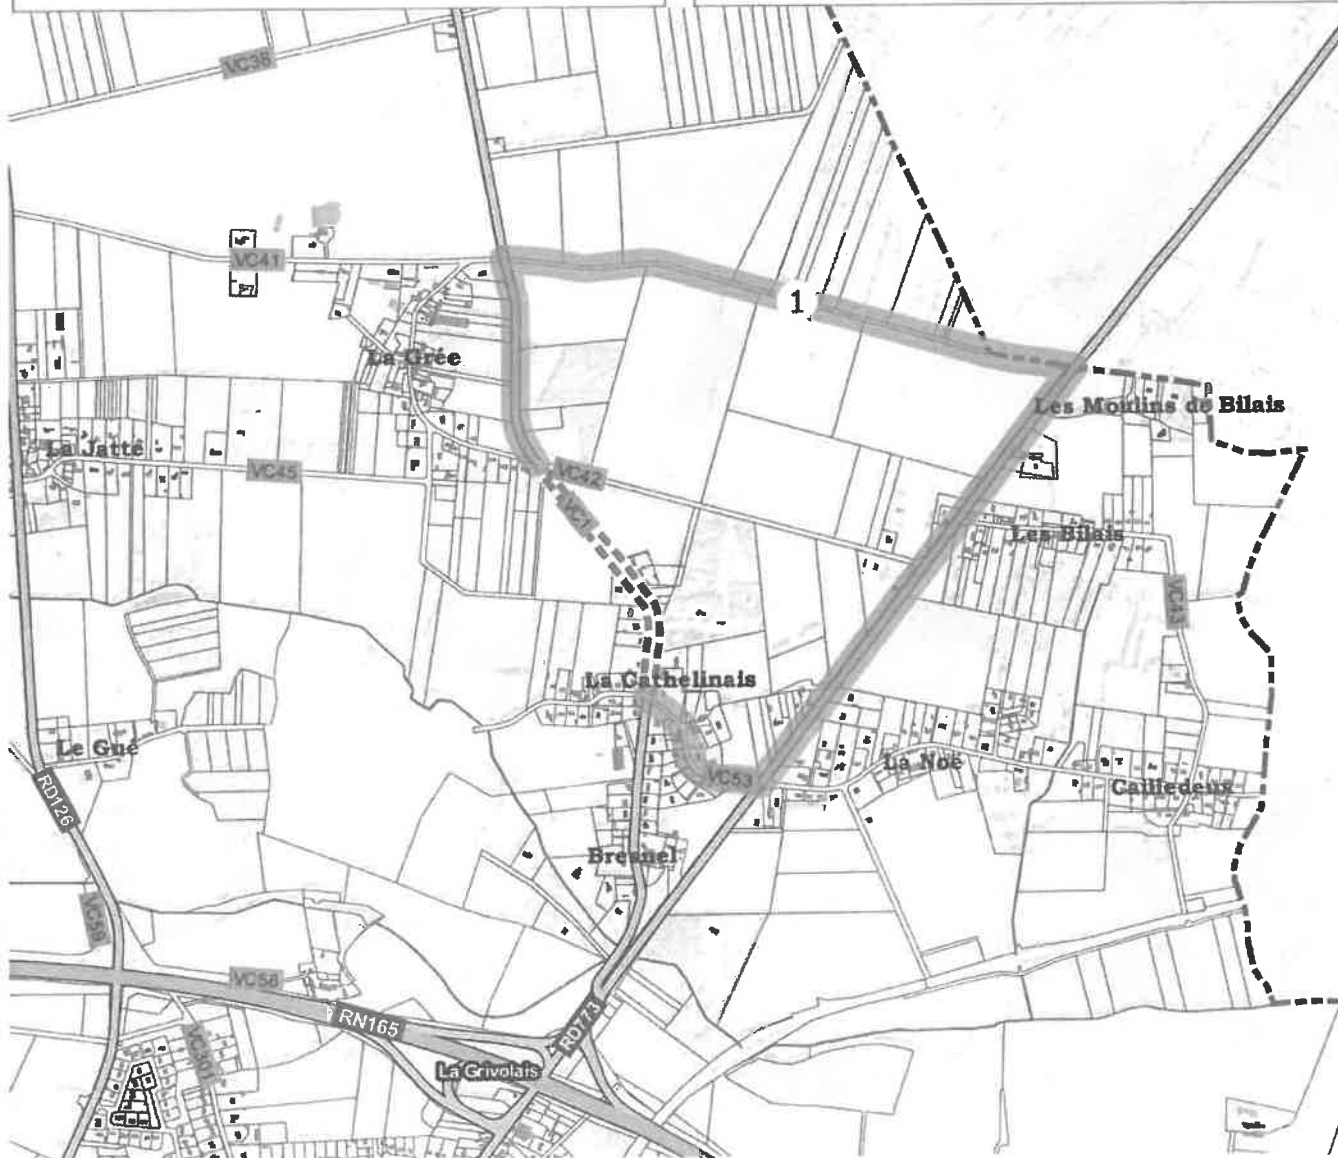 VC38
VC41
1
La Grée
Les Moulins de Bilais
La Jatté
VC45
VC42
VC7
Les Bilais
VC43
La Cathelinais
Le Gué
La Noë
VC53
Cailledeux
RD126
Bresnel
VC59
VC58
RN165
RD773
VC301
La Grivolais